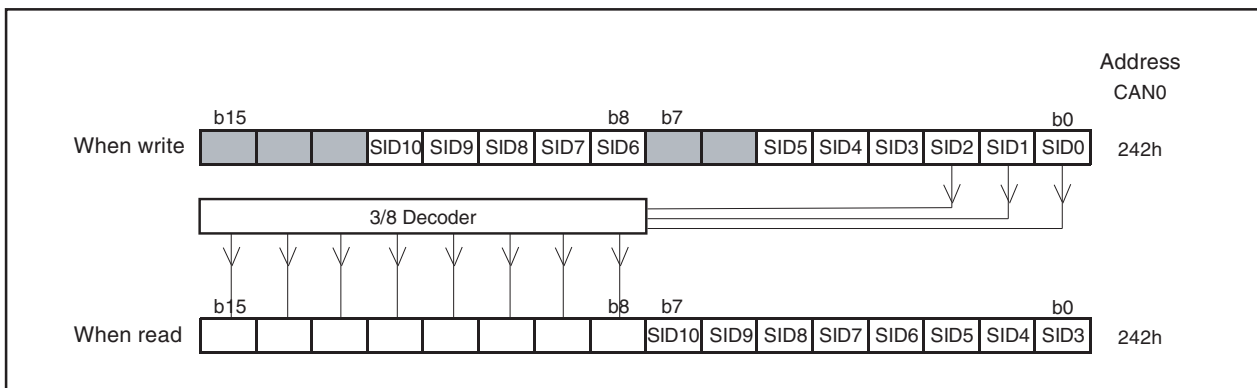 Address
CAN0
b15 b8 b7 b0
When write SID10 SID9 SID8 SID7 SID6 SID5 SID4 SID3 SID2 SID1 SID0 242h
3/8 Decoder
b15 b8 b7 b0
When read SID10 SID9 SID8 SID7 SID6 SID5 SID4 SID3 242h